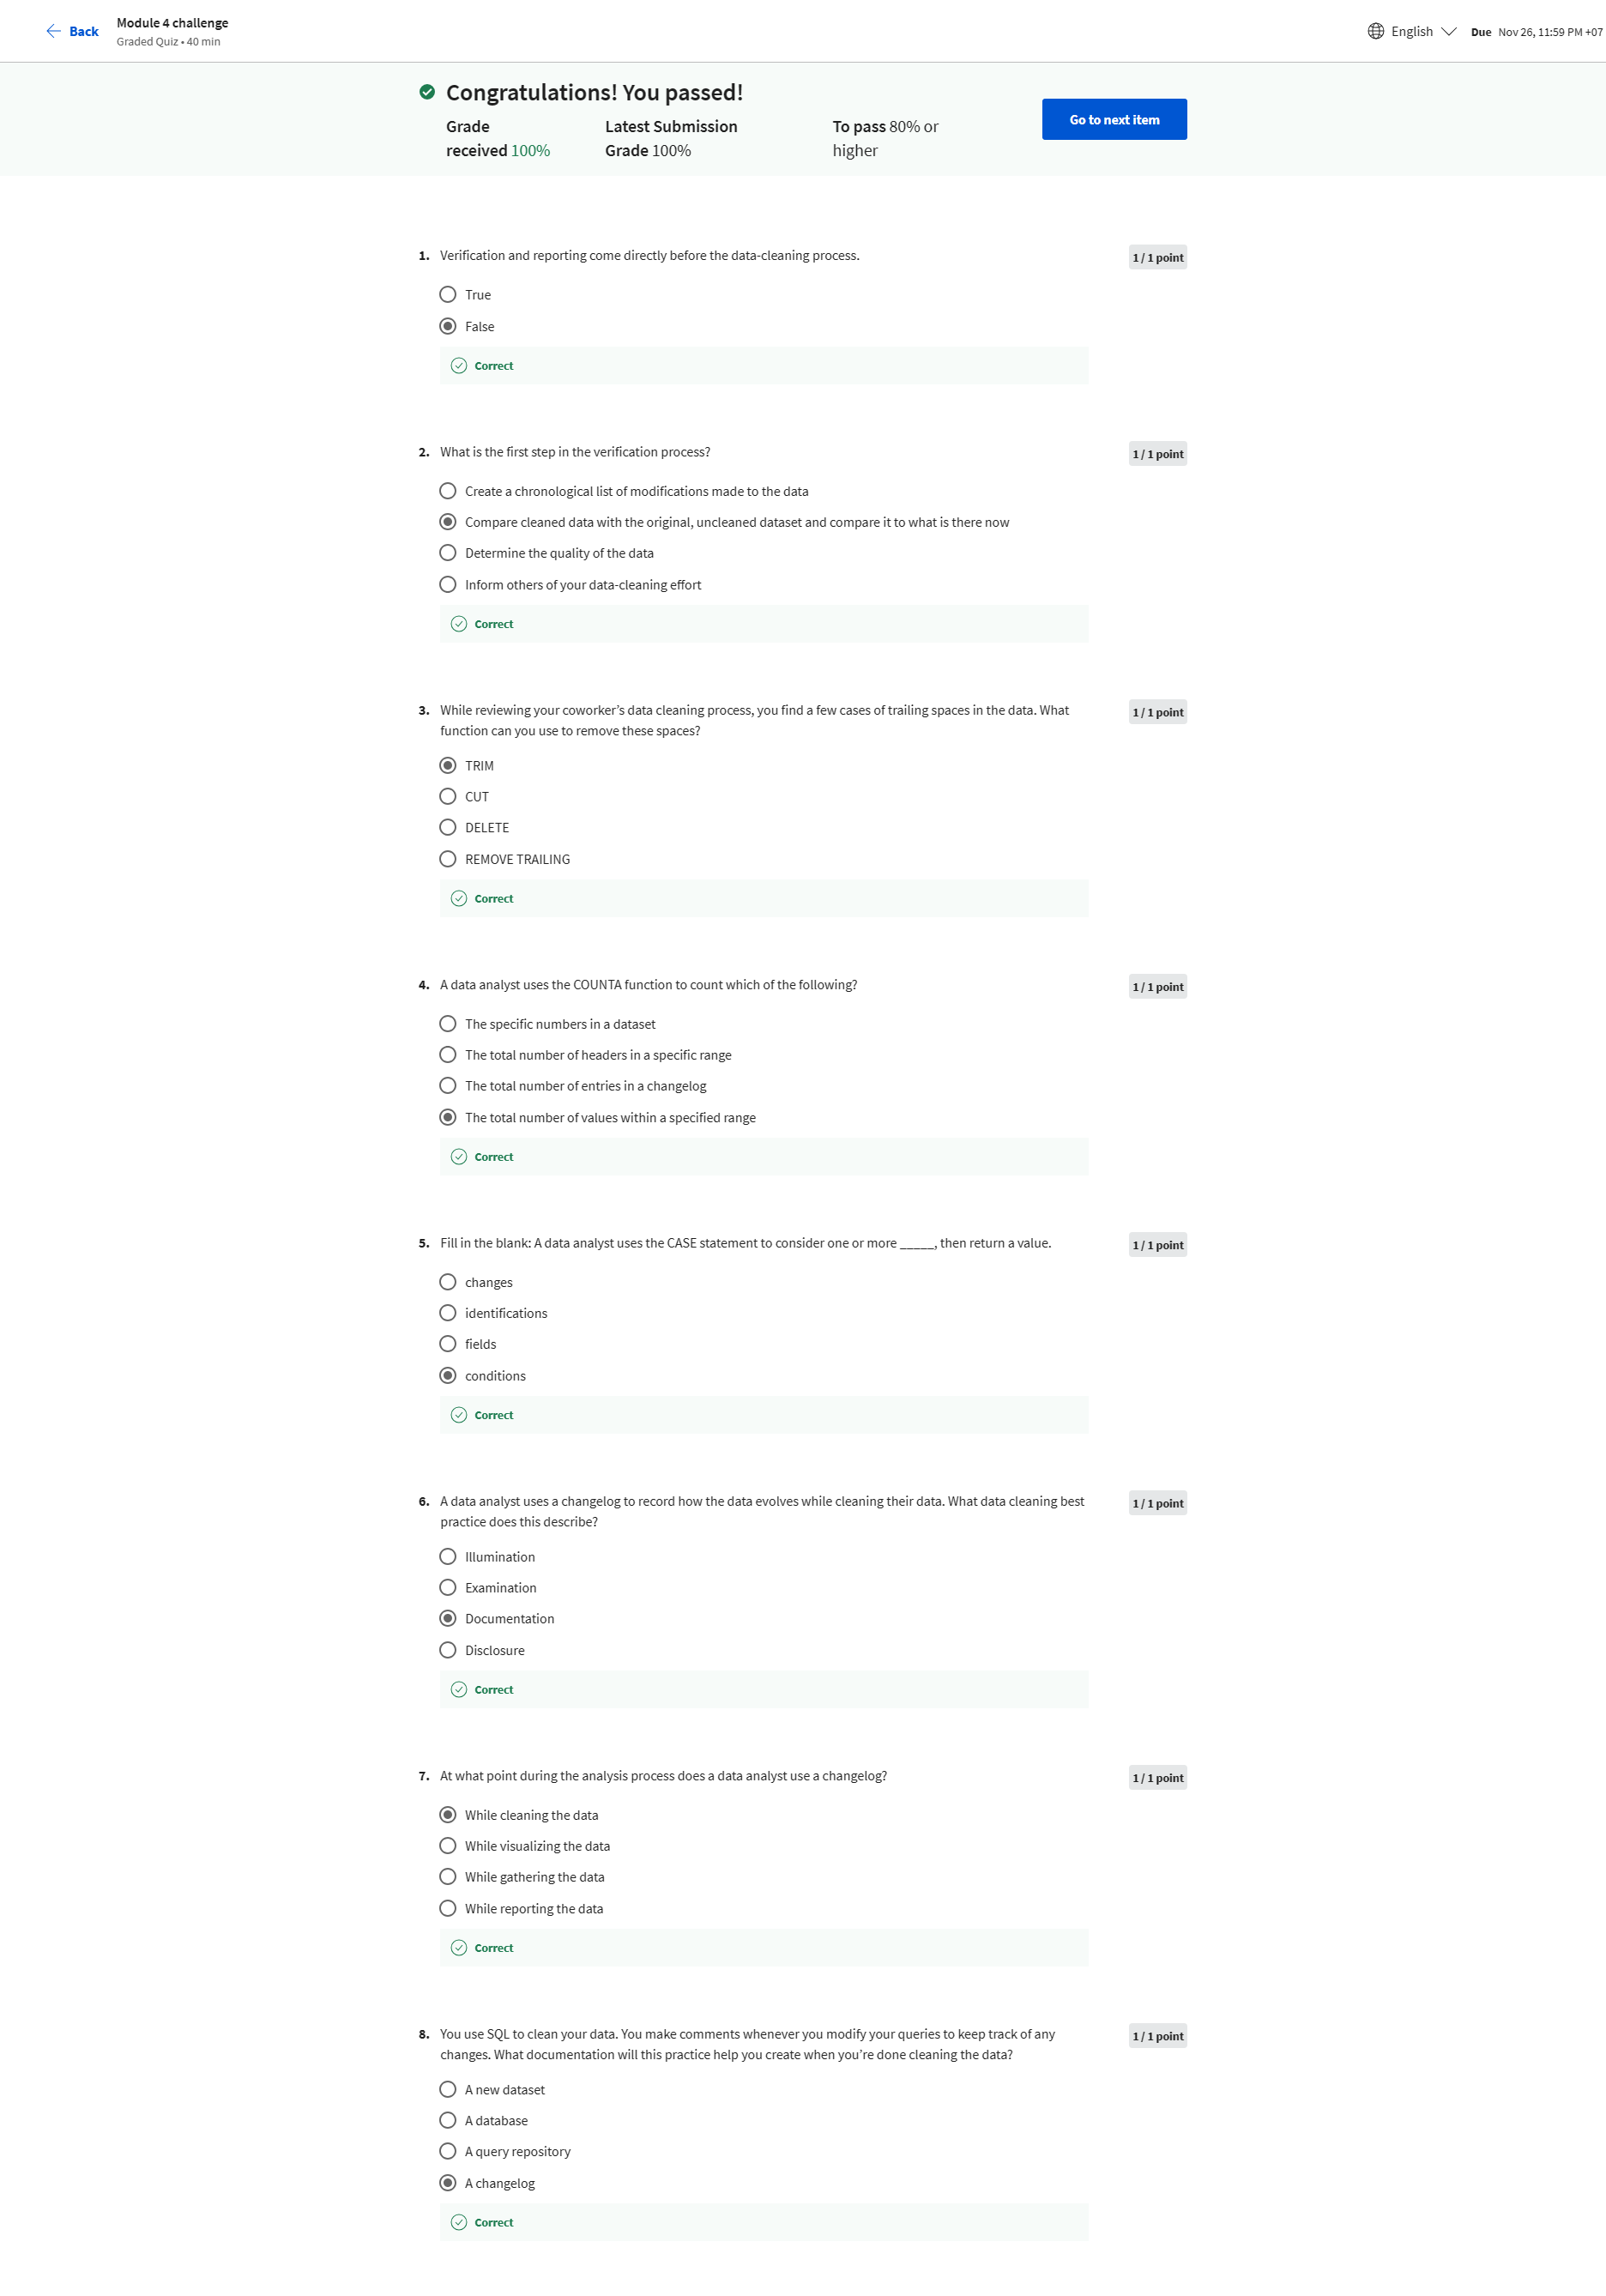 Back
Module 4 challenge
Graded Quiz • 40 min
English
Due Nov 26, 11:59 PM +07
Congratulations! You passed!
Grade received 100%
Latest Submission Grade 100%
To pass 80% or higher
Go to next item
1. Verification and reporting come directly before the data-cleaning process.
1 / 1 point
True
False
Correct
2. What is the first step in the verification process?
1 / 1 point
Create a chronological list of modifications made to the data
Compare cleaned data with the original, uncleaned dataset and compare it to what is there now
Determine the quality of the data
Inform others of your data-cleaning effort
Correct
3. While reviewing your coworker’s data cleaning process, you find a few cases of trailing spaces in the data. What
function can you use to remove these spaces?
1 / 1 point
TRIM
CUT
DELETE
REMOVE TRAILING
Correct
4. A data analyst uses the COUNTA function to count which of the following?
1 / 1 point
The specific numbers in a dataset
The total number of headers in a specific range
The total number of entries in a changelog
The total number of values within a specified range
Correct
5. Fill in the blank: A data analyst uses the CASE statement to consider one or more _____, then return a value.
1 / 1 point
changes
identifications
fields
conditions
Correct
6. A data analyst uses a changelog to record how the data evolves while cleaning their data. What data cleaning best
practice does this describe?
1 / 1 point
Illumination
Examination
Documentation
Disclosure
Correct
7. At what point during the analysis process does a data analyst use a changelog?
1 / 1 point
While cleaning the data
While visualizing the data
While gathering the data
While reporting the data
Correct
8. You use SQL to clean your data. You make comments whenever you modify your queries to keep track of any
changes. What documentation will this practice help you create when you’re done cleaning the data?
1 / 1 point
A new dataset
A database
A query repository
A changelog
Correct